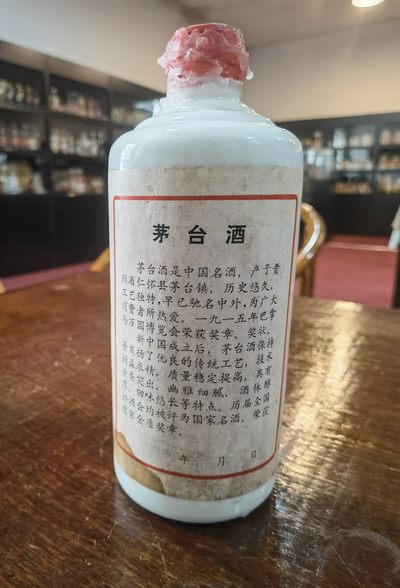 茅台酒
茅台酒是中国名酒，产于贵
州省仁怀县茅台镇，历史悠久，
工艺独特，早已驰名中外，为广大
消费者所热爱。一九一五年巴拿
马万国博览会荣获奖章、奖状。
新中国成立后，茅台酒保持
并发扬了优良的传统工艺，技术
精益求精，质量稳定提高，具有
酱香突出、幽雅细腻、酒体醇
厚、回味悠长等特点。历届全国
评酒会均被评为国家名酒，荣获
国家金质奖章。
年 月 日